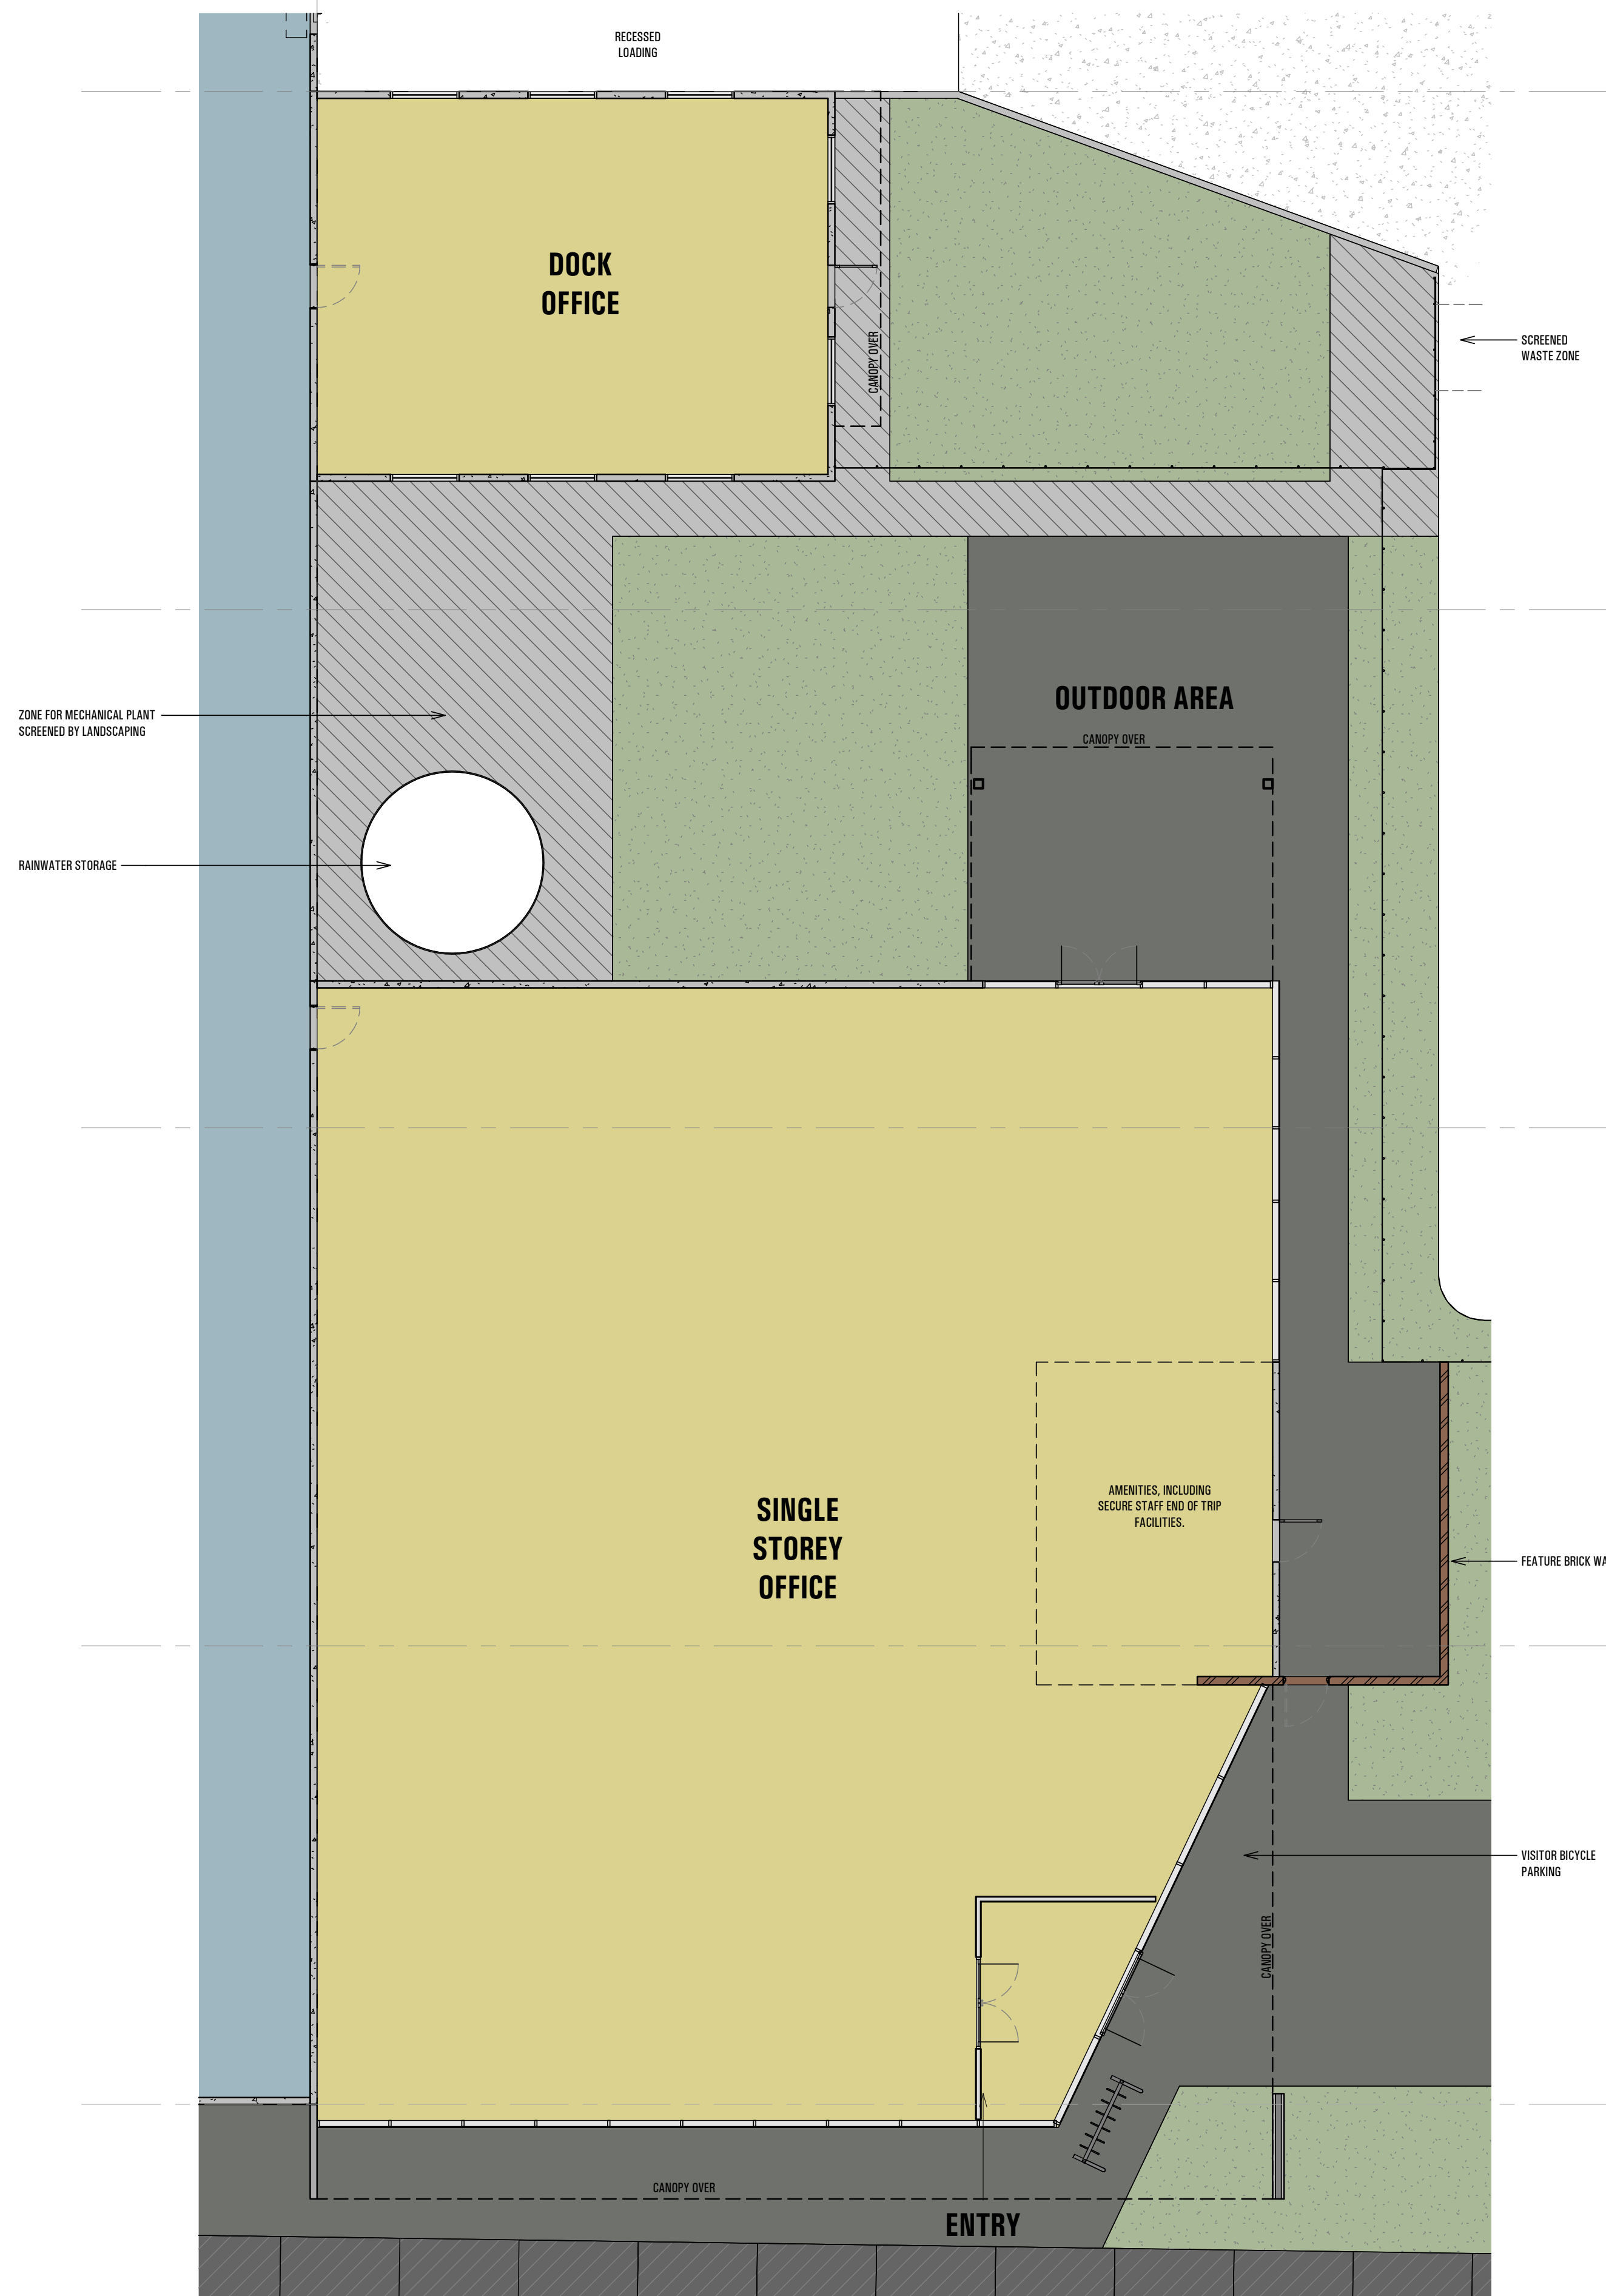 RECESSED
LOADING
DOCK
OFFICE
CANOPY OVER
SCREENED
WASTE ZONE
OUTDOOR AREA
CANOPY OVER
ZONE FOR MECHANICAL PLANT
SCREENED BY LANDSCAPING
RAINWATER STORAGE
AMENITIES, INCLUDING
SECURE STAFF END OF TRIP
FACILITIES.
SINGLE
STOREY
OFFICE
FEATURE BRICK WA
VISITOR BICYCLE
PARKING
CANOPY OVER
CANOPY OVER
ENTRY